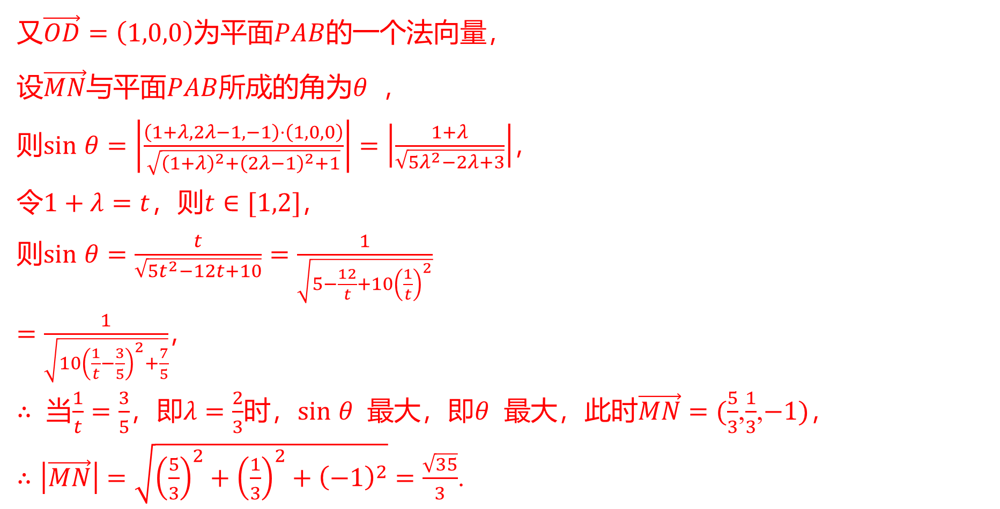 又$\overrightarrow{OD}=(1,0,0)$为平面$PAB$的一个法向量，
设$\overrightarrow{MN}$与平面$PAB$所成的角为$\theta$ ，
则$\sin\theta=\left|\frac{(1+\lambda,2\lambda-1,-1)\cdot(1,0,0)}{\sqrt{(1+\lambda)^2+(2\lambda-1)^2+1}}\right|=\left|\frac{1+\lambda}{\sqrt{5\lambda^2-2\lambda+3}}\right|$，
令$1+\lambda=t$，则$t\in[1,2]$，
则$\sin\theta=\frac{t}{\sqrt{5t^2-12t+10}}=\frac{1}{\sqrt{5-\frac{12}{t}+10\left(\frac{1}{t}\right)^2}}$
$=\frac{1}{\sqrt{10\left(\frac{1}{t}-\frac{3}{5}\right)^2+\frac{7}{5}}}$，
∴ 当$\frac{1}{t}=\frac{3}{5}$，即$\lambda=\frac{2}{3}$时，$\sin\theta$ 最大，即$\theta$ 最大，此时$\overrightarrow{MN}=(\frac{5}{3},\frac{1}{3},-1)$，
∴ $|\overrightarrow{MN}|=\sqrt{\left(\frac{5}{3}\right)^2+\left(\frac{1}{3}\right)^2+(-1)^2}=\frac{\sqrt{35}}{3}$.